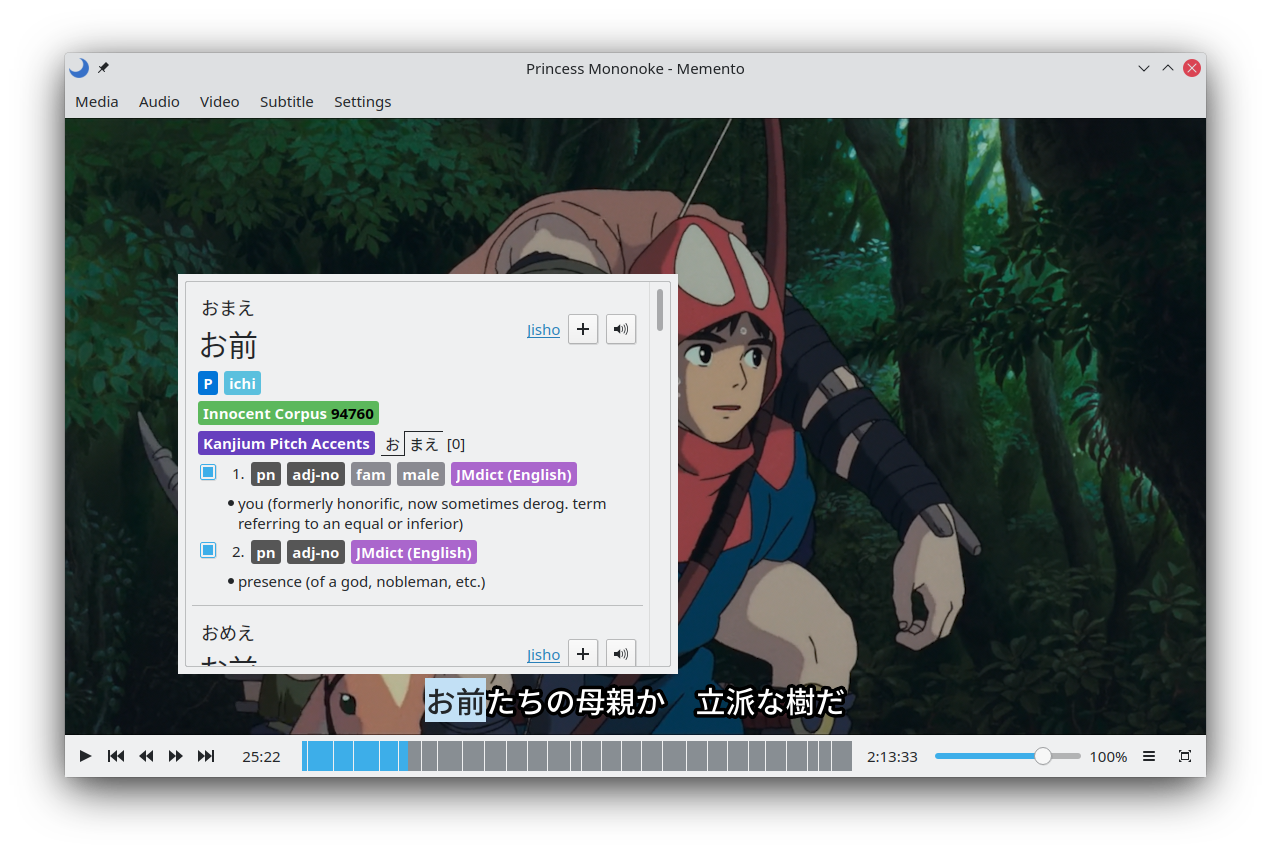 Princess Mononoke - Memento
Media Audio Video Subtitle Settings
おまえ
お前
Jisho
P ichi
Innocent Corpus 94760
Kanjium Pitch Accents おまえ [0]
1. pn adj-no fam male JMdict (English)
• you (formerly honorific, now sometimes derog. term
referring to an equal or inferior)
2. pn adj-no JMdict (English)
• presence (of a god, nobleman, etc.)
おめえ
お前
Jisho
お前たちの母親か　立派な樹だ
25:22 2:13:33 100%